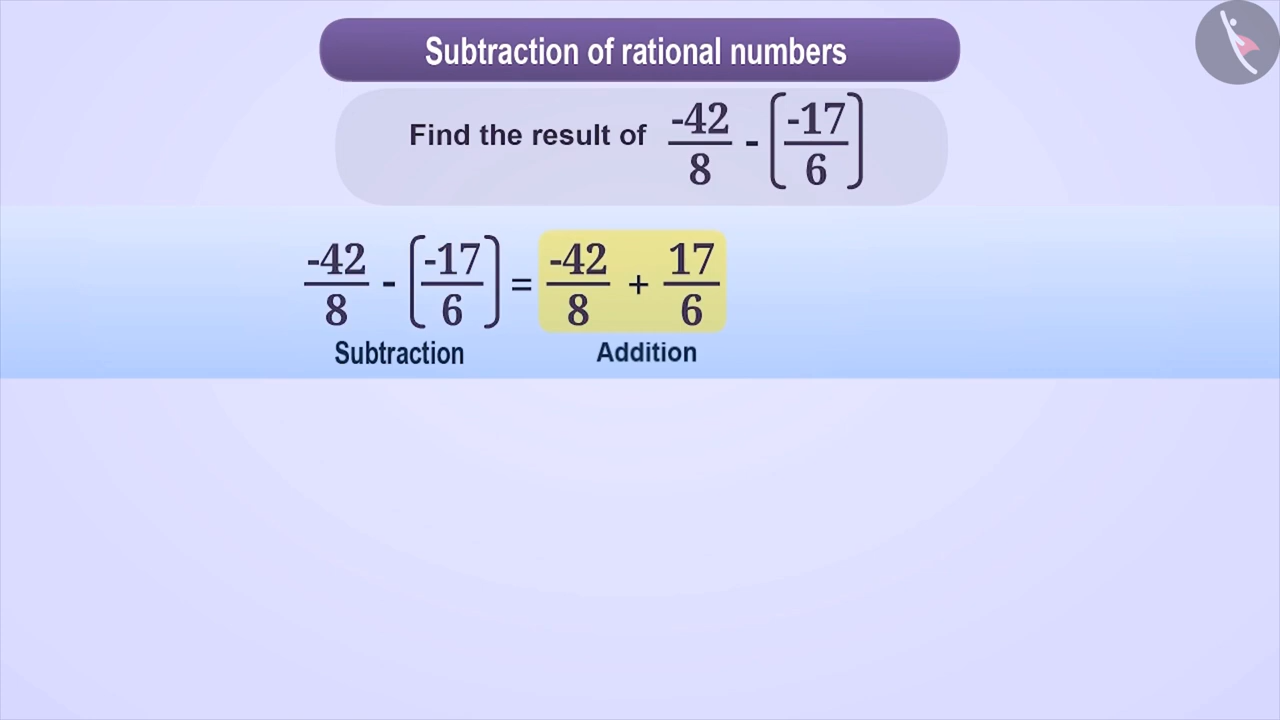 Subtraction of rational numbers
Find the result of -42/8 - (-17/6)
-42/8 - (-17/6) = -42/8 + 17/6
Subtraction Addition